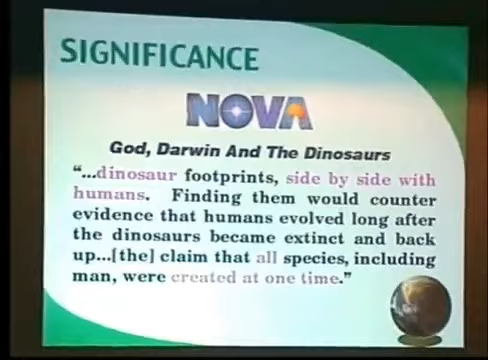 SIGNIFICANCE
NOVA
God, Darwin And The Dinosaurs
“...dinosaur footprints, side by side with
humans.  Finding them would counter
evidence that humans evolved long after
the dinosaurs became extinct and back
up...[the] claim that all species, including
man, were created at one time.”